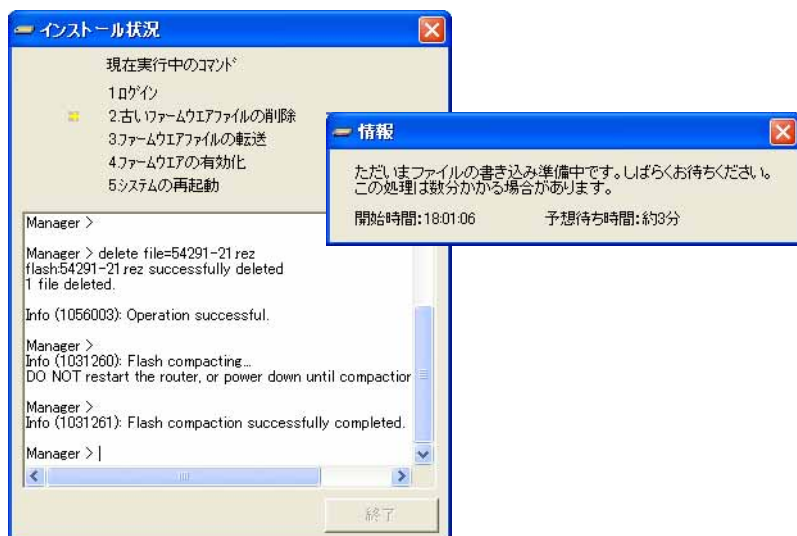 インストール状況
現在実行中のコマンド
1.ログイン
2.古いファームウエアファイルの削除
3.ファームウエアファイルの転送
4.ファームウエアの有効化
5.システムの再起動
Manager >
Manager > delete file=54291-21.rez
flash:54291-21.rez successfully deleted
1 file deleted.
Info (1056003): Operation successful.
Manager >
Info (1031260): Flash compacting...
DO NOT restart the router, or power down until compaction
Manager >
Info (1031261): Flash compaction successfully completed.
Manager >
終了
情報
ただいまファイルの書き込み準備中です。しばらくお待ちください。
この処理は数分かかる場合があります。
開始時間:18:01:06 予想待ち時間:約3分